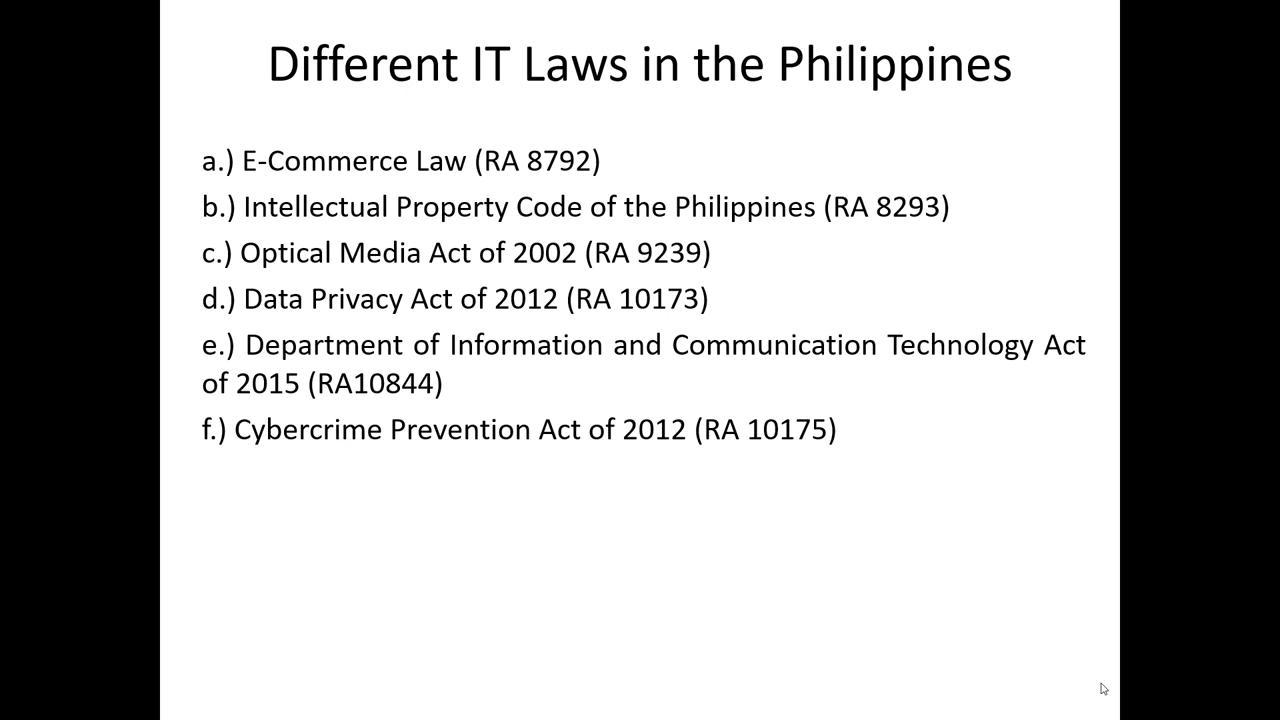 Different IT Laws in the Philippines
a.) E-Commerce Law (RA 8792)
b.) Intellectual Property Code of the Philippines (RA 8293)
c.) Optical Media Act of 2002 (RA 9239)
d.) Data Privacy Act of 2012 (RA 10173)
e.) Department of Information and Communication Technology Act
of 2015 (RA10844)
f.) Cybercrime Prevention Act of 2012 (RA 10175)